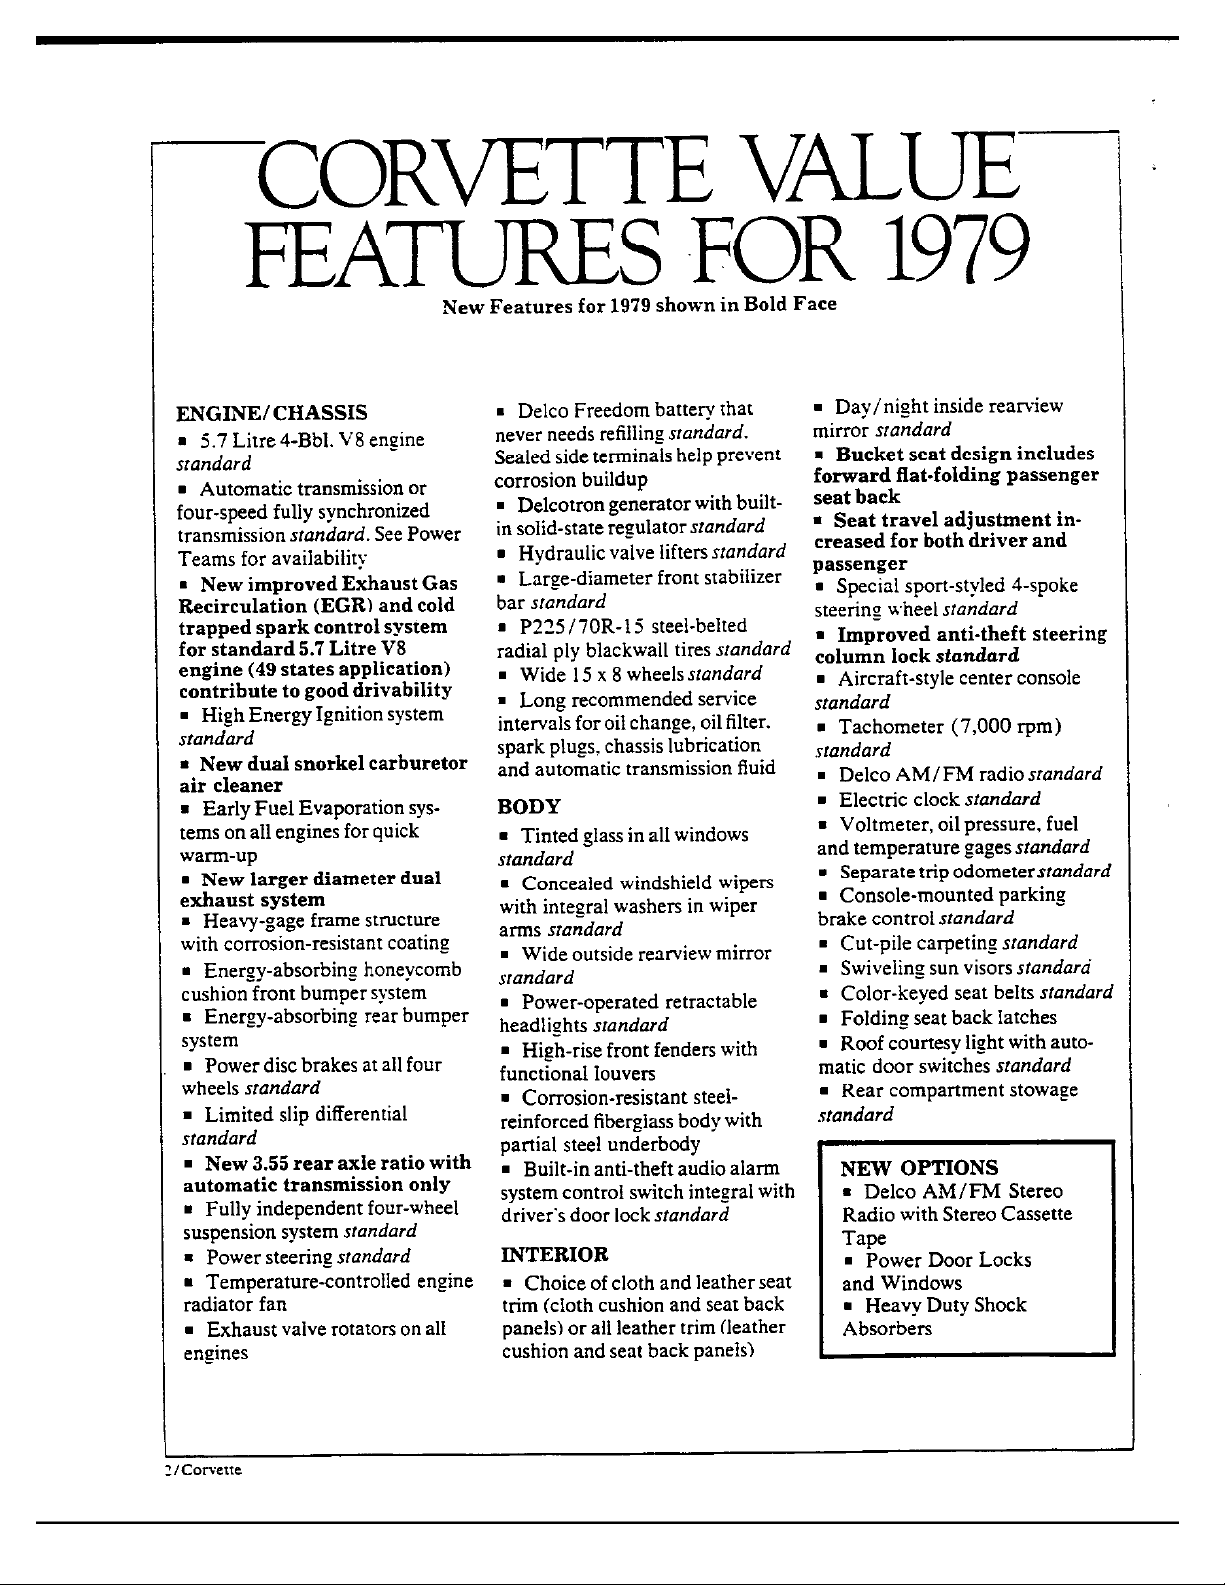 CORVETTE VALUE
FEATURES FOR 1979
New Features for 1979 shown in Bold Face
ENGINE/CHASSIS
▪ 5.7 Litre 4-Bbl. V8 engine
standard
▪ Automatic transmission or
four-speed fully synchronized
transmission standard. See Power
Teams for availability
▪ New improved Exhaust Gas
Recirculation (EGR) and cold
trapped spark control system
for standard 5.7 Litre V8
engine (49 states application)
contribute to good drivability
▪ High Energy Ignition system
standard
▪ New dual snorkel carburetor
air cleaner
▪ Early Fuel Evaporation sys-
tems on all engines for quick
warm-up
▪ New larger diameter dual
exhaust system
▪ Heavy-gage frame structure
with corrosion-resistant coating
▪ Energy-absorbing honeycomb
cushion front bumper system
▪ Energy-absorbing rear bumper
system
▪ Power disc brakes at all four
wheels standard
▪ Limited slip differential
standard
▪ New 3.55 rear axle ratio with
automatic transmission only
▪ Fully independent four-wheel
suspension system standard
▪ Power steering standard
▪ Temperature-controlled engine
radiator fan
▪ Exhaust valve rotators on all
engines
▪ Delco Freedom battery that
never needs refilling standard.
Sealed side terminals help prevent
corrosion buildup
▪ Delcotron generator with built-
in solid-state regulator standard
▪ Hydraulic valve lifters standard
▪ Large-diameter front stabilizer
bar standard
▪ P225/70R-15 steel-belted
radial ply blackwall tires standard
▪ Wide 15 x 8 wheels standard
▪ Long recommended service
intervals for oil change, oil filter.
spark plugs, chassis lubrication
and automatic transmission fluid
BODY
▪ Tinted glass in all windows
standard
▪ Concealed windshield wipers
with integral washers in wiper
arms standard
▪ Wide outside rearview mirror
standard
▪ Power-operated retractable
headlights standard
▪ High-rise front fenders with
functional louvers
▪ Corrosion-resistant steel-
reinforced fiberglass body with
partial steel underbody
▪ Built-in anti-theft audio alarm
system control switch integral with
driver's door lock standard
INTERIOR
▪ Choice of cloth and leather seat
trim (cloth cushion and seat back
panels) or all leather trim (leather
cushion and seat back panels)
▪ Day/night inside rearview
mirror standard
▪ Bucket seat design includes
forward flat-folding passenger
seat back
▪ Seat travel adjustment in-
creased for both driver and
passenger
▪ Special sport-styled 4-spoke
steering wheel standard
▪ Improved anti-theft steering
column lock standard
▪ Aircraft-style center console
standard
▪ Tachometer (7,000 rpm)
standard
▪ Delco AM/FM radio standard
▪ Electric clock standard
▪ Voltmeter, oil pressure, fuel
and temperature gages standard
▪ Separate trip odometer standard
▪ Console-mounted parking
brake control standard
▪ Cut-pile carpeting standard
▪ Swiveling sun visors standard
▪ Color-keyed seat belts standard
▪ Folding seat back latches
▪ Roof courtesy light with auto-
matic door switches standard
▪ Rear compartment stowage
standard
NEW OPTIONS
▪ Delco AM/FM Stereo
Radio with Stereo Cassette
Tape
▪ Power Door Locks
and Windows
▪ Heavy Duty Shock
Absorbers
2/Corvette